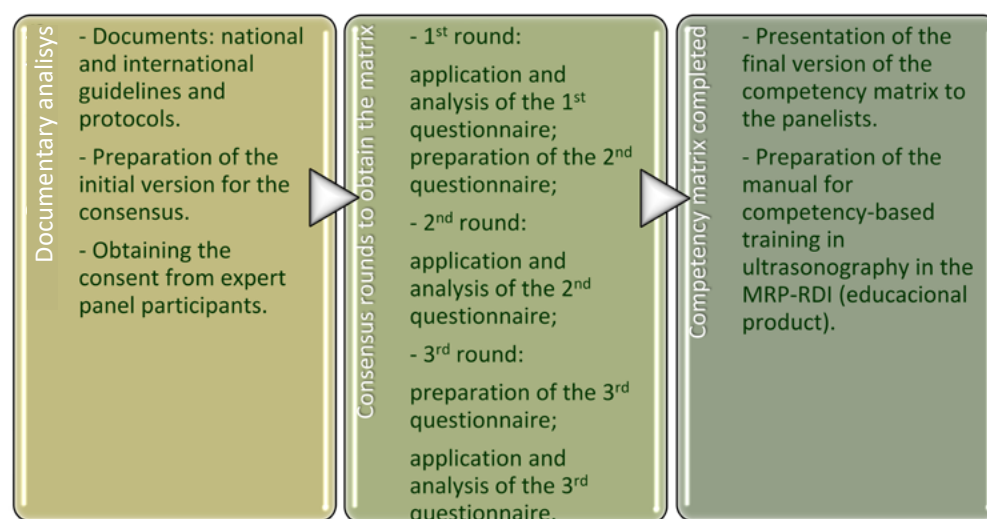 Documentary analisys
- Documents: national
and international
guidelines and
protocols.
- Preparation of the
initial version for the
consensus.
- Obtaining the
consent from expert
panel participants.
Consensus rounds to obtain the matrix
- 1st round:
application and
analysis of the 1st
questionnaire;
preparation of the 2nd
questionnaire;
- 2nd round:
application and
analysis of the 2nd
questionnaire;
- 3rd round:
preparation of the 3rd
questionnaire;
application and
analysis of the 3rd
questionnaire.
Competency matrix completed
- Presentation of the
final version of the
competency matrix to
the panelists.
- Preparation of the
manual for
competency-based
training in
ultrasonography in the
MRP-RDI (educacional
product).